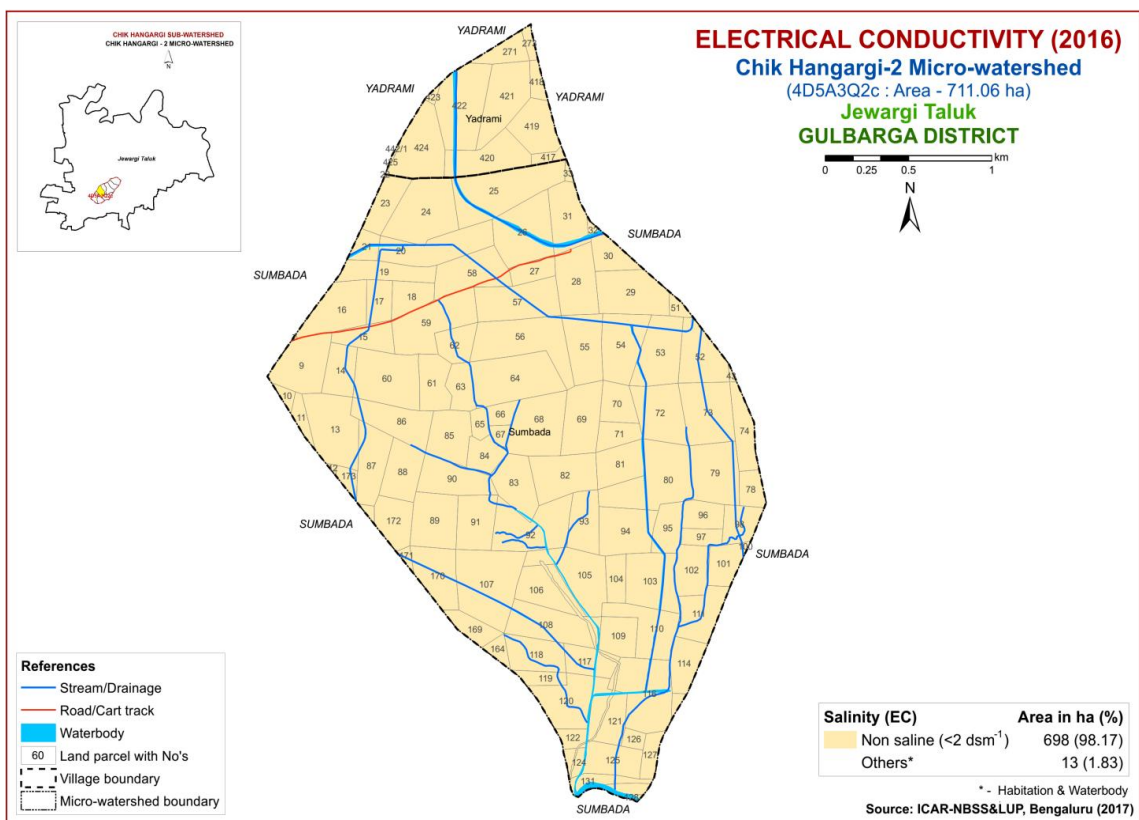 CHIK HANGARGI SUB-WATERSHED
CHIK HANGARGI - 2 MICRO-WATERSHED
N
Jewargi Taluk
ELECTRICAL CONDUCTIVITY (2016)
Chik Hangargi-2 Micro-watershed
(4D5A3Q2c : Area - 711.06 ha)
Jewargi Taluk
GULBARGA DISTRICT
km
0 0.25 0.5 1
N
YADRAMI
271
YADRAMI
418
YADRAMI
423 422 421
Yadrami
419
442/1 424 420 417
425
33
25
23 24
31
26 32
SUMBADA
21 20
30
SUMBADA
19 58 27 28
29
17 18 57
16
51
59
15
56
62 55 54 53
52
9 14
60 61 63 64
10
11
70
72 73
66
13 86 65 68 69
67 Sumbada 71
74
85
84
87 88 81
173
90 83 82 80 79
78
172 89 91 93
96
SUMBADA
92 94 95
97
SUMBADA
171
170 107 105 104 103 102 101
106
111
108
169
109 110
164 118 117
114
119
120
116
121
122 126
124 125 127
131
SUMBADA
References
Stream/Drainage
Road/Cart track
Waterbody
60 Land parcel with No's
Village boundary
Micro-watershed boundary
Salinity (EC) Area in ha (%)
Non saline (<2 dsm⁻¹) 698 (98.17)
Others* 13 (1.83)
* - Habitation & Waterbody
Source: ICAR-NBSS&LUP, Bengaluru (2017)